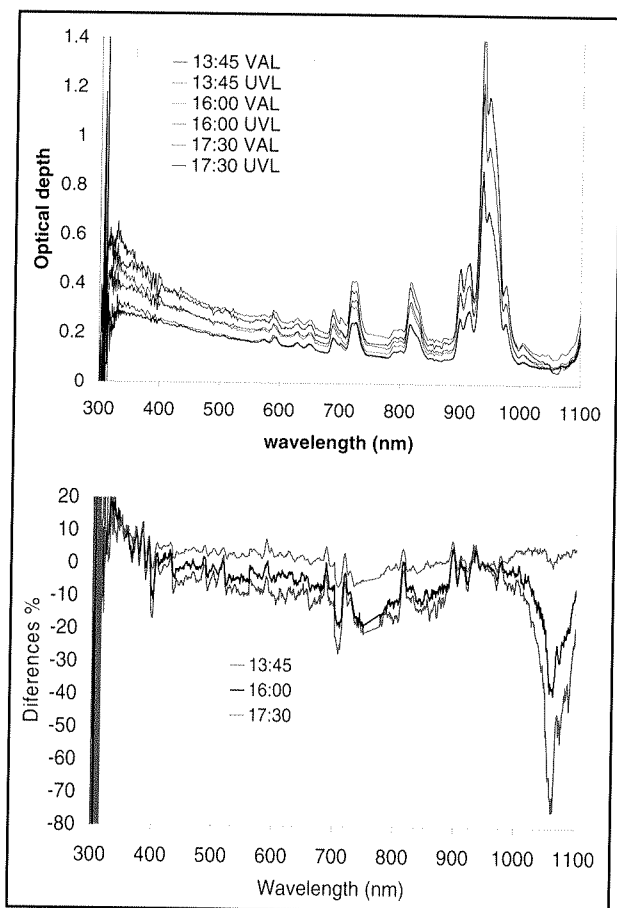 1.4
1.2
1
0.8
0.6
0.4
0.2
0
Optical depth
13:45 VAL
13:45 UVL
16:00 VAL
16:00 UVL
17:30 VAL
17:30 UVL
300 400 500 600 700 800 900 1000 1100
wavelength (nm)
20
10
0
-10
-20
-30
-40
-50
-60
-70
-80
Diferences %
13:45
16:00
17:30
300 400 500 600 700 800 900 1000 1100
Wavelength (nm)